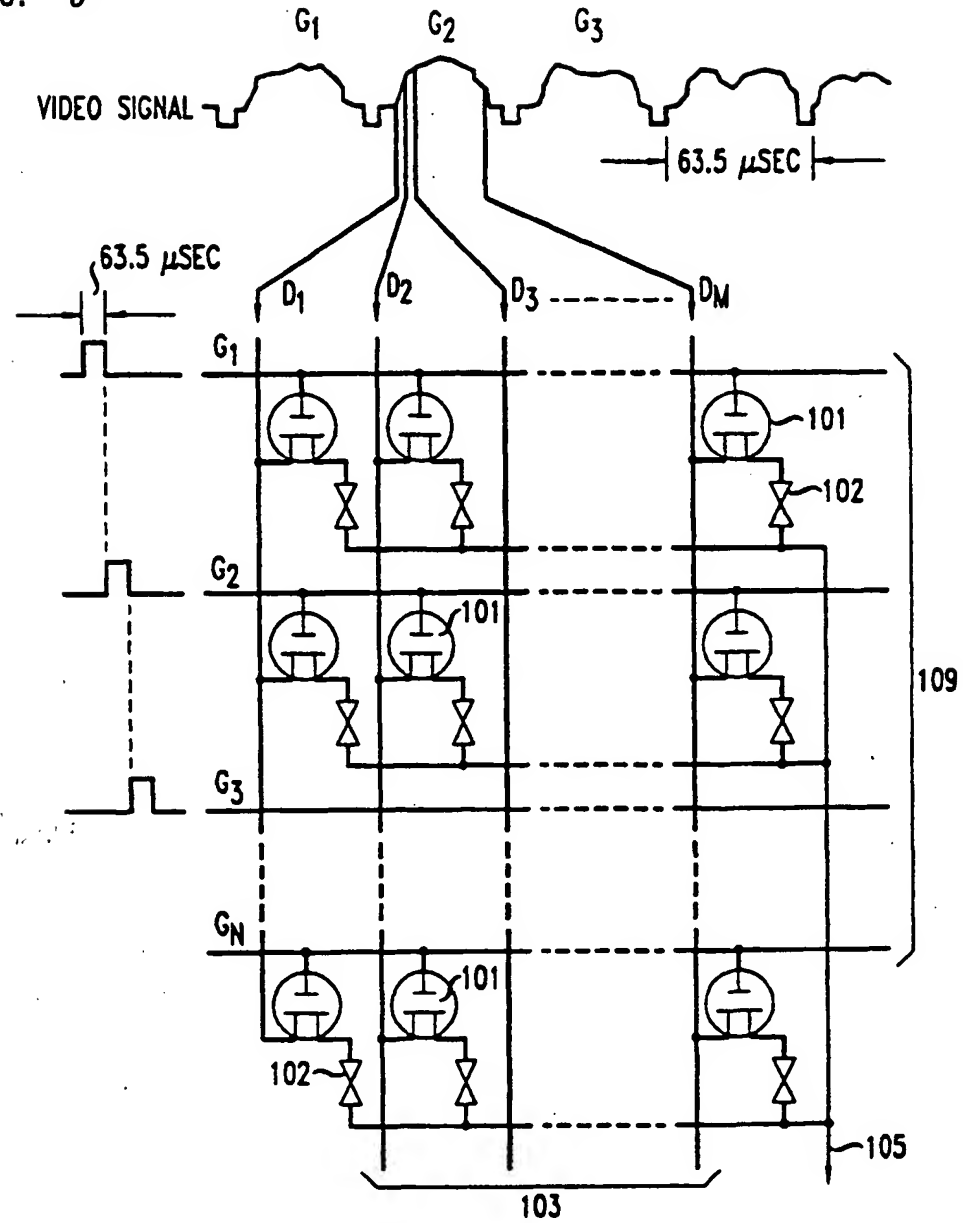 G1 G2 G3
VIDEO SIGNAL
63.5 μSEC
63.5 μSEC
D1 D2 D3 DM
G1
101
102
G2
101
109
G3
GN
101
102
105
103